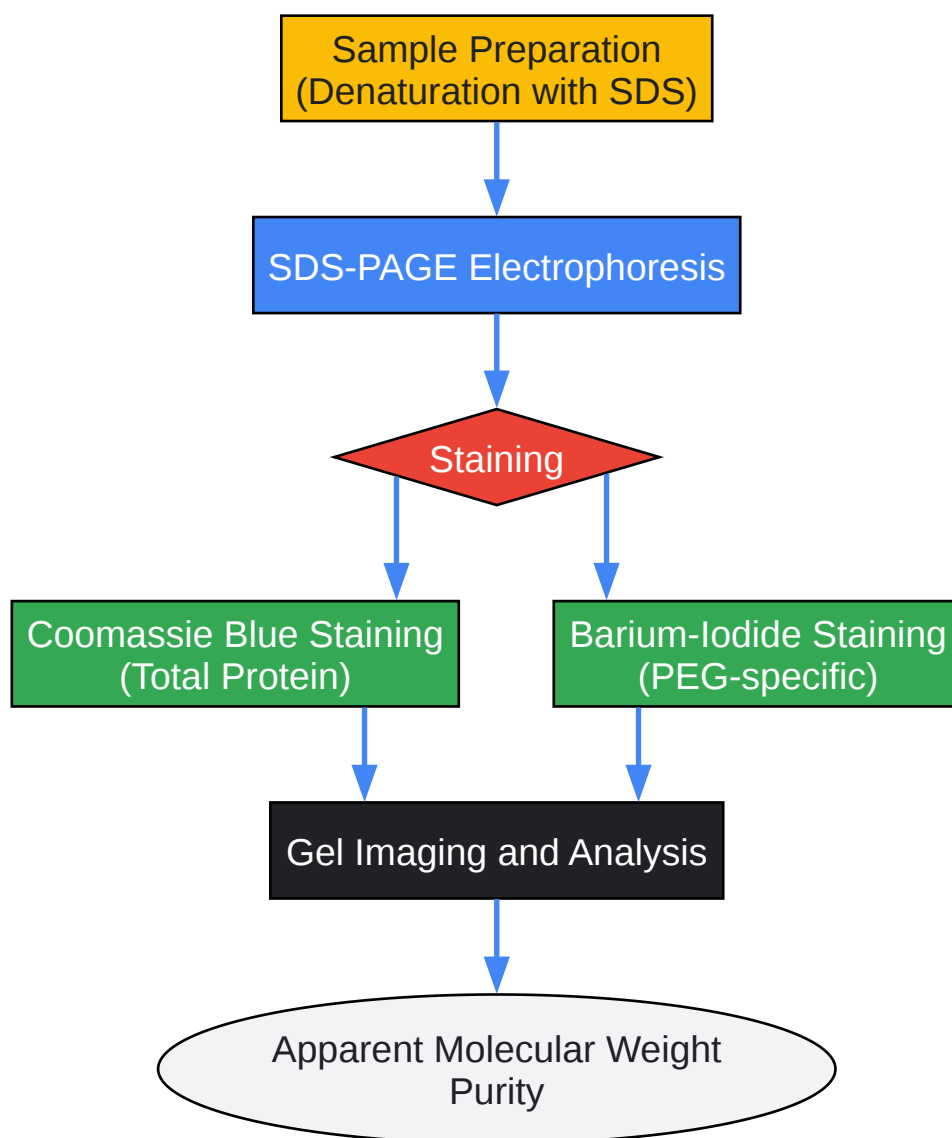 Sample Preparation
(Denaturation with SDS)
SDS-PAGE Electrophoresis
Staining
Coomassie Blue Staining
(Total Protein)
Barium-Iodide Staining
(PEG-specific)
Gel Imaging and Analysis
Apparent Molecular Weight
Purity